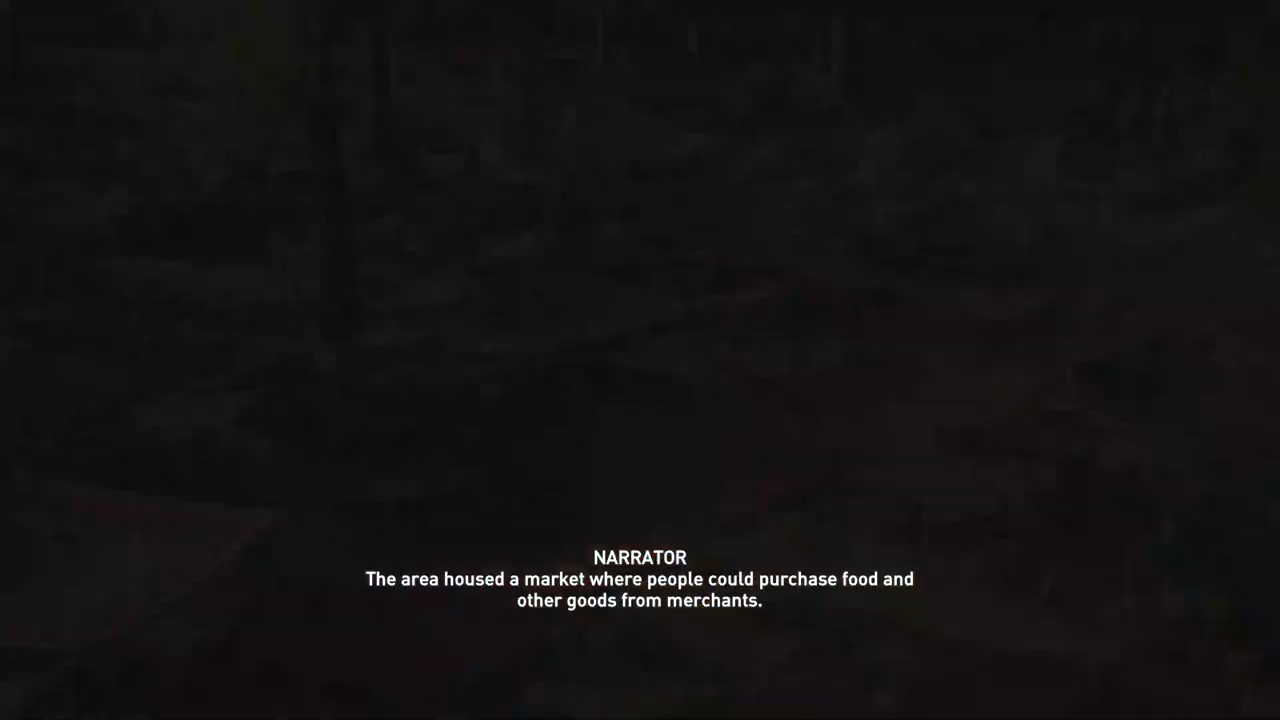 NARRATOR
The area housed a market where people could purchase food and
other goods from merchants.